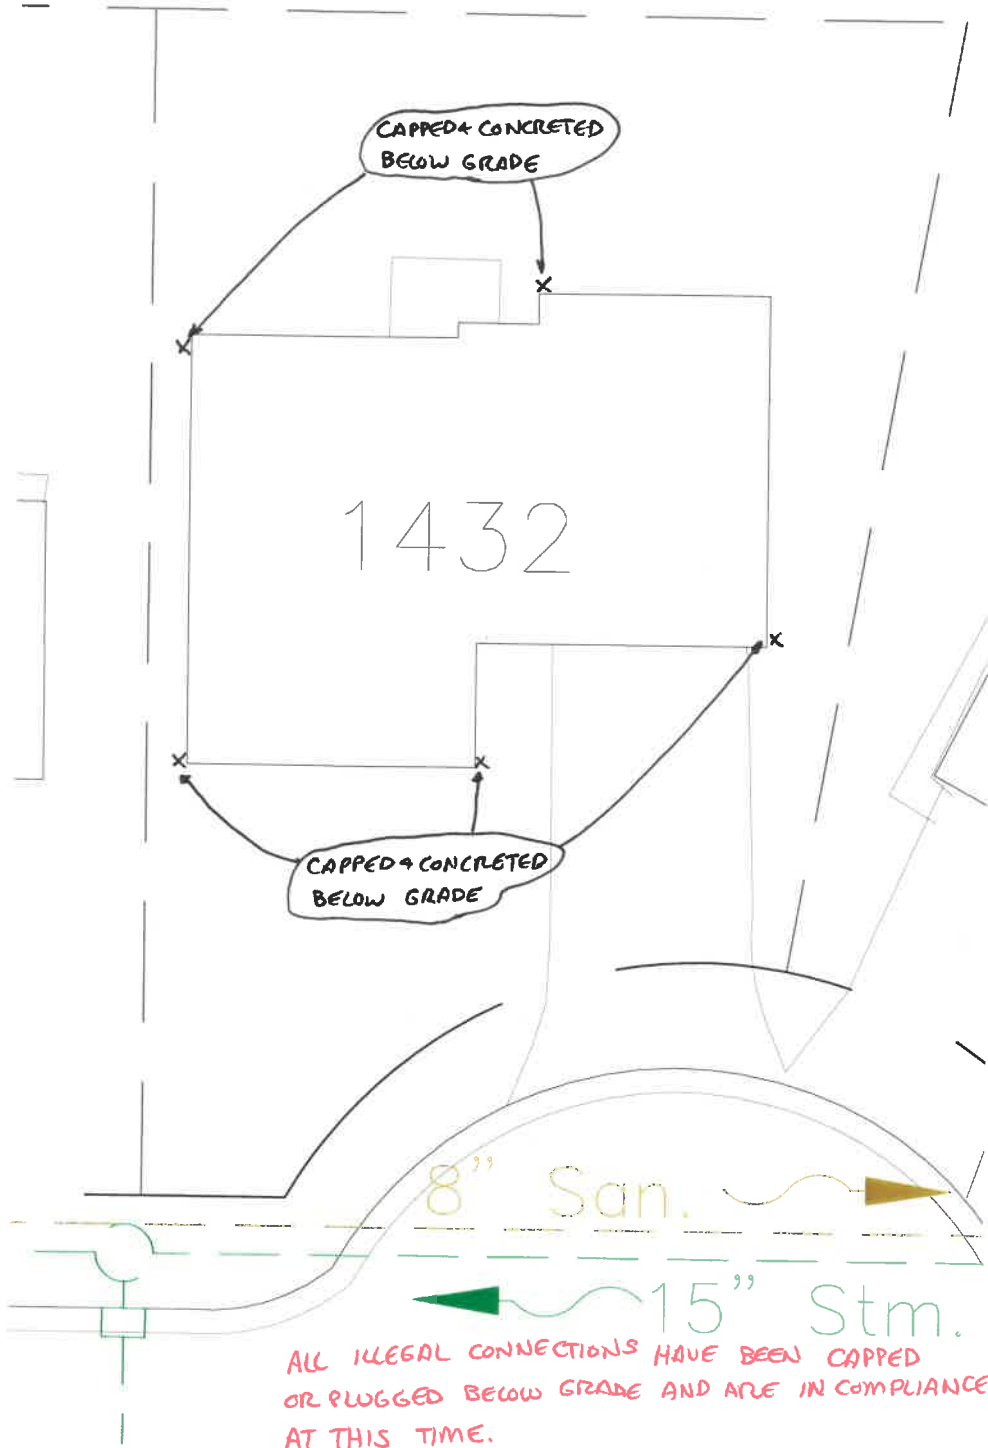 CAPPED & CONCRETED
BELOW GRADE
1432
CAPPED & CONCRETED
BELOW GRADE
8" San.
15" Stm.
ALL ILLEGAL CONNECTIONS HAVE BEEN CAPPED
OR PLUGGED BELOW GRADE AND ARE IN COMPLIANCE
AT THIS TIME.